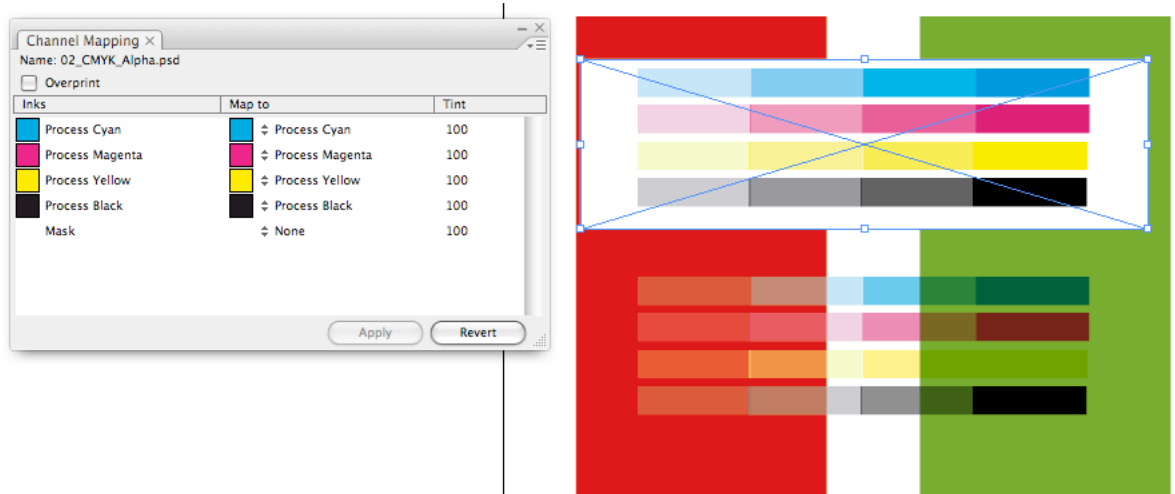 Channel Mapping ×
Name: 02_CMYK_Alpha.psd
Overprint
Inks Map to Tint
Process Cyan Process Cyan 100
Process Magenta Process Magenta 100
Process Yellow Process Yellow 100
Process Black Process Black 100
Mask None 100
Apply Revert